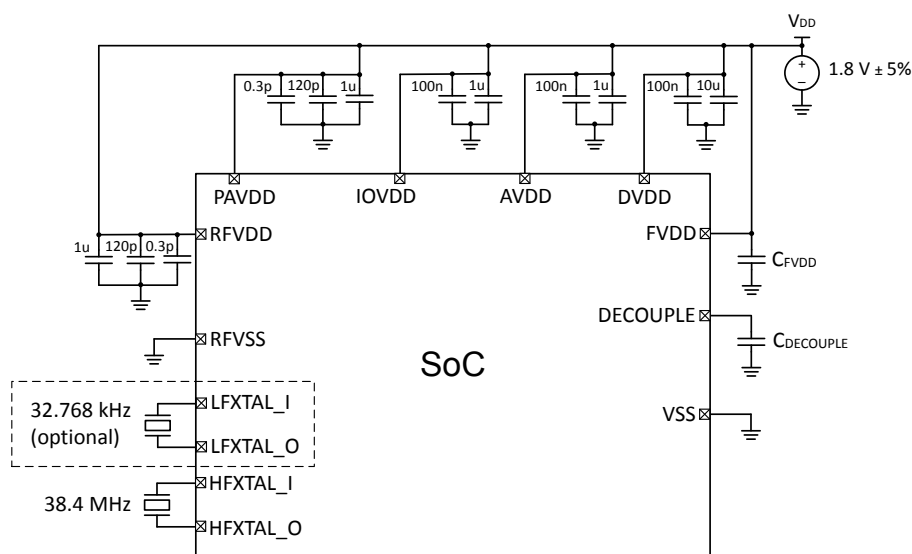 VDD
1.8 V ± 5%
0.3p
120p
1u
100n
1u
100n
1u
100n
10u
PAVDD
IOVDD
AVDD
DVDD
RFVDD
FVDD
1u
120p
0.3p
CFVDD
DECOUPLE
RFVSS
CDECOUPLE
SoC
32.768 kHz
(optional)
LFXTAL_I
LFXTAL_O
VSS
38.4 MHz
HFXTAL_I
HFXTAL_O